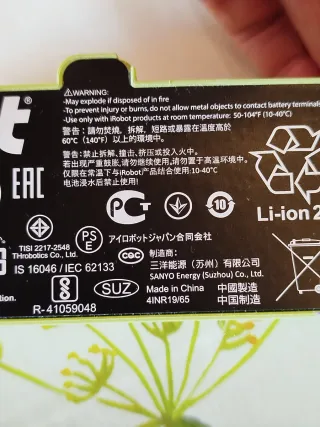 t®
⚠WARNING:
-May explode if disposed of in fire
-To prevent injury or burns, do not allow metal objects to contact battery terminals
-Use only with iRobot products at room temperature: 50-104°F (10-40°C)
警告：請勿焚燒、拆解、短路或暴露在溫度高於
60°C（140°F）以上的環境中。
警告：禁止拆解、撞击、挤压或投入火中。
若出现严重鼓胀、请勿继续使用、请勿置于高温环境中。
仅限在常温下与iRobot产品结合使用:10-40°C
电池浸水后禁止使用!
EAC
PCT
10
Li-ion 2
TISI 2217-2548
THrobotics Co., Ltd.
PSE
アイロボットジャパン合同会社
CQC
制造商：
三洋能源（苏州）有限公司
SANYO Energy (Suzhou) Co., Ltd.
IS 16046 / IEC 62133
SUZ
Made in China
中國製造
4INR19/65
中国制造
R-41059048